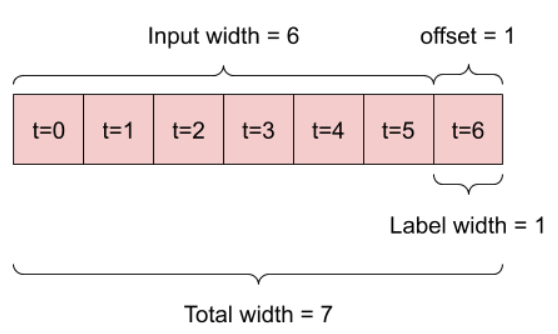 Input width = 6
offset = 1
t=0
t=1
t=2
t=3
t=4
t=5
t=6
Label width = 1
Total width = 7